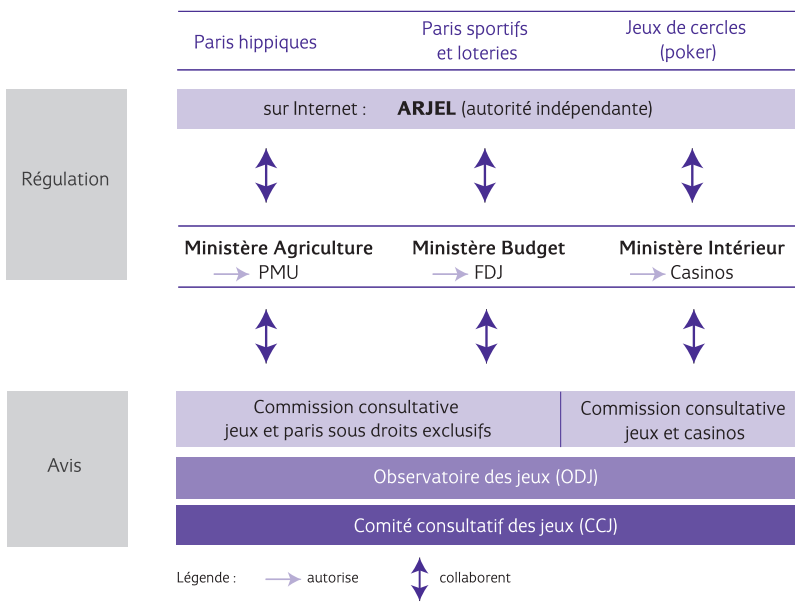 Paris hippiques
Paris sportifs
et loteries
Jeux de cercles
(poker)
Régulation
sur Internet : ARJEL (autorité indépendante)
Ministère Agriculture
PMU
Ministère Budget
FDJ
Ministère Intérieur
Casinos
Avis
Commission consultative
jeux et paris sous droits exclusifs
Commission consultative
jeux et casinos
Observatoire des jeux (ODJ)
Comité consultatif des jeux (CCJ)
Légende : autorise collaborent